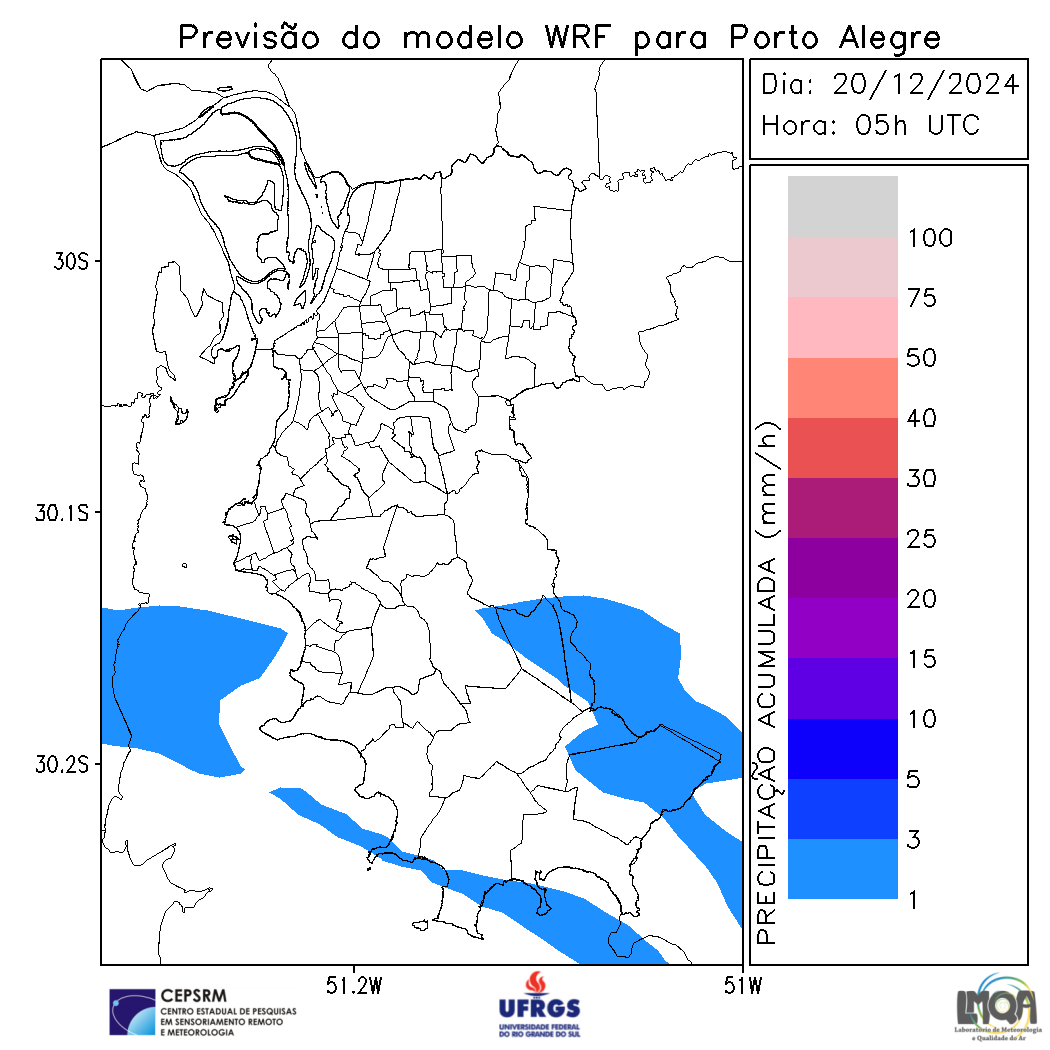 Previsão do modelo WRF para Porto Alegre
Dia: 20/12/2024
Hora: 05h UTC
30S
30.1S
30.2S
51.2W
51W
PRECIPITAÇÃO ACUMULADA (mm/h)
100
75
50
40
30
25
20
15
10
5
3
1
CEPSRM
CENTRO ESTADUAL DE PESQUISAS
EM SENSORIAMENTO REMOTO
E METEOROLOGIA
UFRGS
UNIVERSIDADE FEDERAL
DO RIO GRANDE DO SUL
LMQA
Laboratório de Meteorologia
e Qualidade do Ar